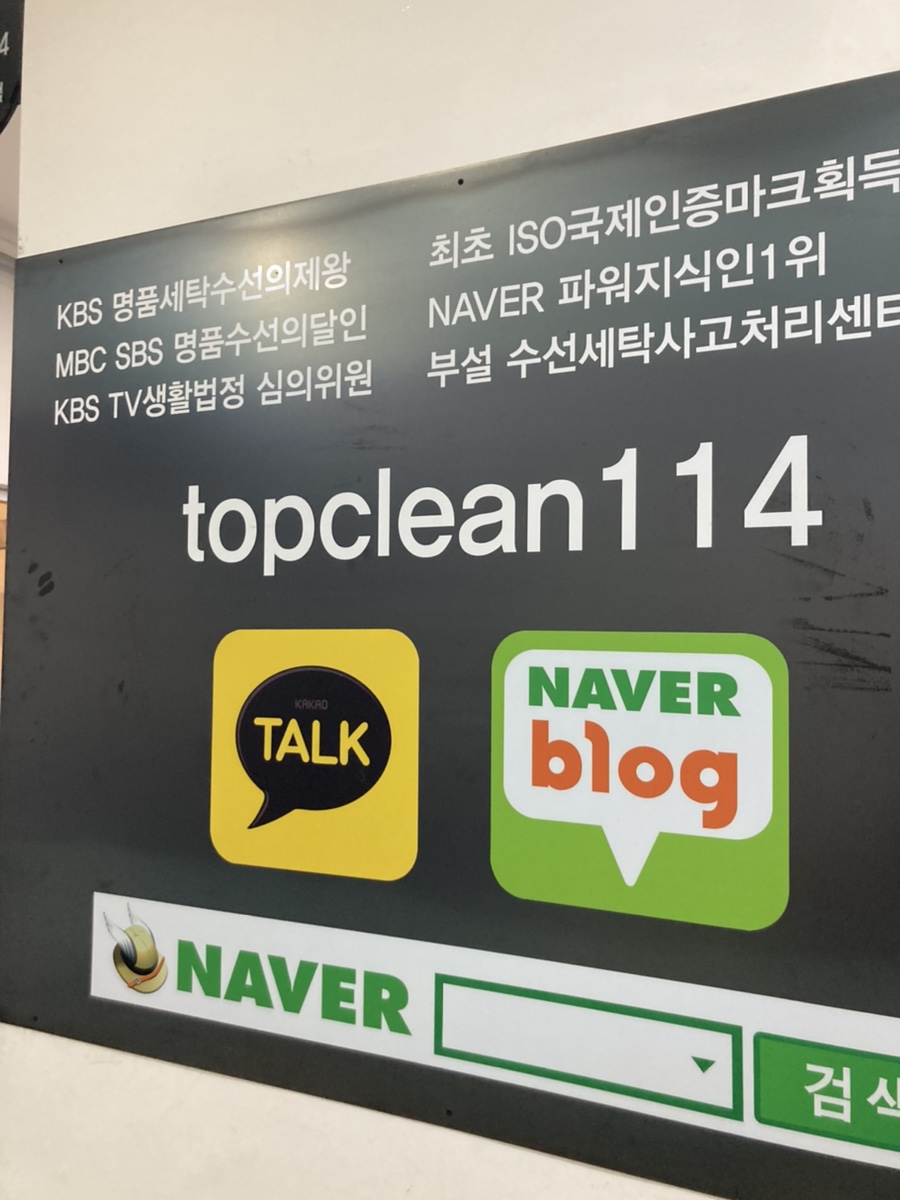 KBS 명품세탁수선의제왕
MBC SBS 명품수선의달인
KBS TV생활법정 심의위원
최초 ISO국제인증마크획득
NAVER 파워지식인1위
부설 수선세탁사고처리센터
topclean114
KAKAO
TALK
NAVER
blog
NAVER
검색
4